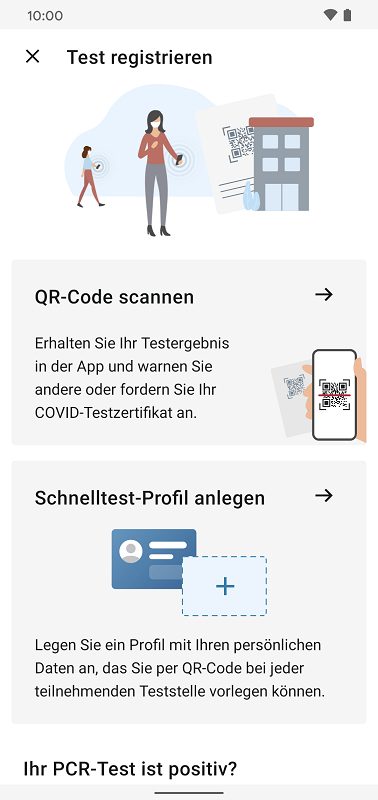 10:00
Test registrieren
QR-Code scannen
Erhalten Sie Ihr Testergebnis
in der App und warnen Sie
andere oder fordern Sie Ihr
COVID-Testzertifikat an.
Schnelltest-Profil anlegen
Legen Sie ein Profil mit Ihren persönlichen
Daten an, das Sie per QR-Code bei jeder
teilnehmenden Teststelle vorlegen können.
Ihr PCR-Test ist positiv?